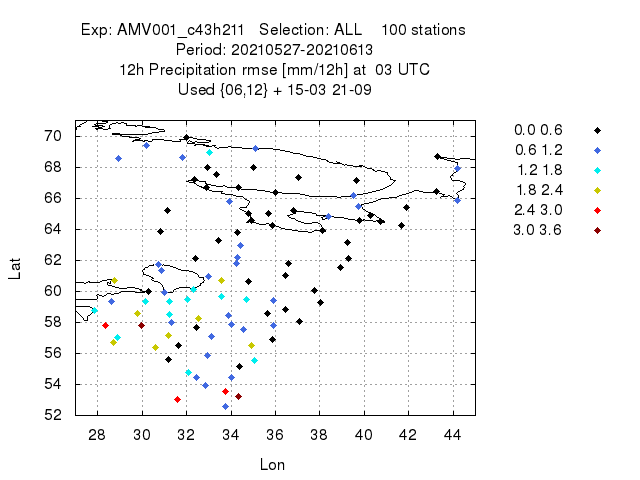 Exp: AMV001_c43h211   Selection: ALL    100 stations
Period: 20210527-20210613
12h Precipitation rmse [mm/12h] at  03 UTC
Used {06,12} + 15-03 21-09
70
68
66
64
62
60
58
56
54
52
28 30 32 34 36 38 40 42 44
Lat
Lon
0.0 0.6
0.6 1.2
1.2 1.8
1.8 2.4
2.4 3.0
3.0 3.6